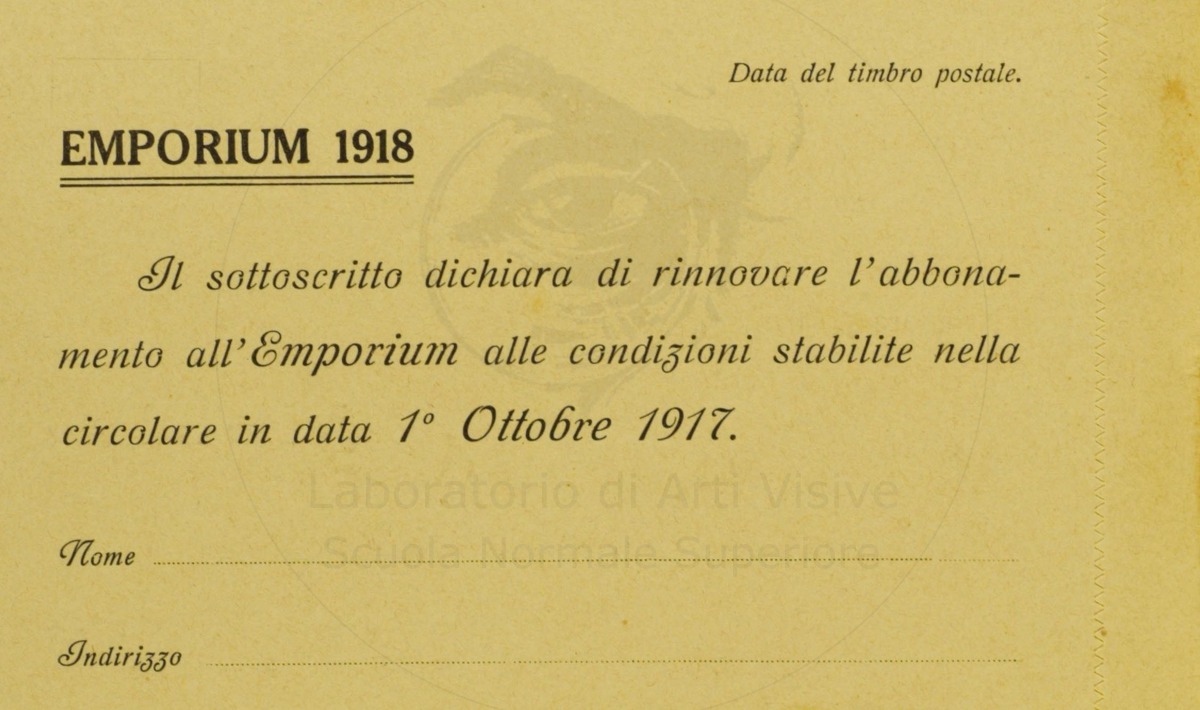 Data del timbro postale.
EMPORIUM 1918
Il sottoscritto dichiara di rinnovare l'abbona-
mento all'Emporium alle condizioni stabilite nella
circolare in data 1º Ottobre 1917.
Laboratorio di Arti Visive
Scuola Normale Superiore
Nome
Indirizzo